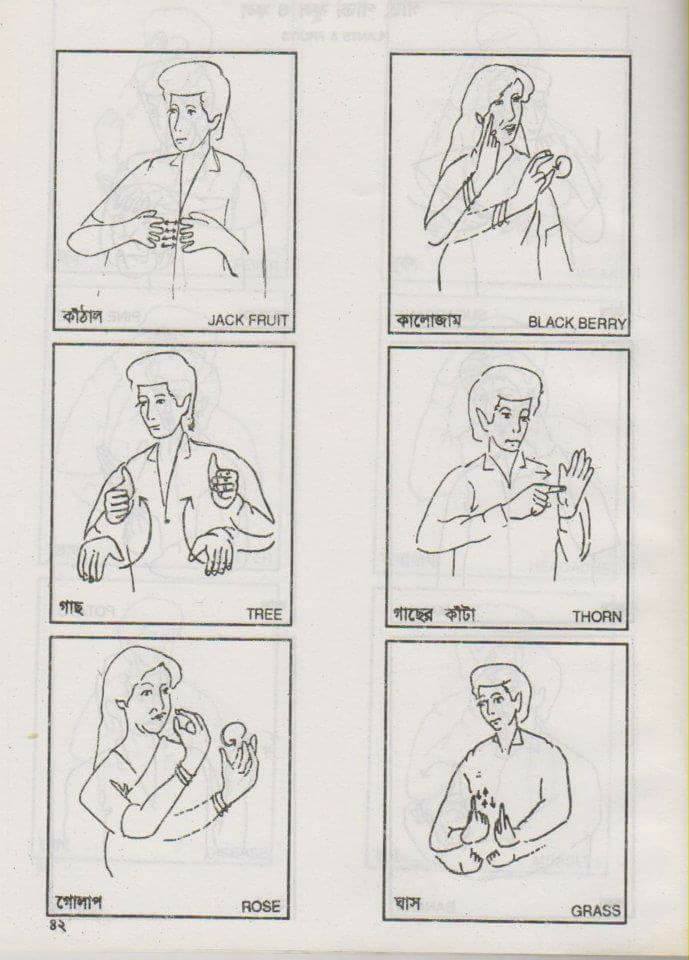 কাঁঠাল JACK FRUIT
কালোজাম BLACK BERRY
গাছ TREE
গাছের কাঁটা THORN
গোলাপ ROSE
ঘাস GRASS
৪২